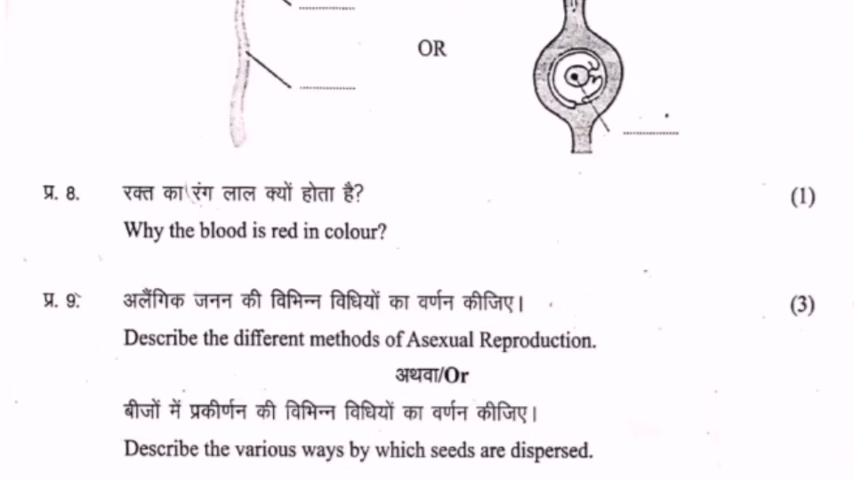 OR
प्र. 8. रक्त का रंग लाल क्यों होता है? (1)
Why the blood is red in colour?
प्र. 9. अलैंगिक जनन की विभिन्न विधियों का वर्णन कीजिए। (3)
Describe the different methods of Asexual Reproduction.
अथवा/Or
बीजों में प्रकीर्णन की विभिन्न विधियों का वर्णन कीजिए।
Describe the various ways by which seeds are dispersed.